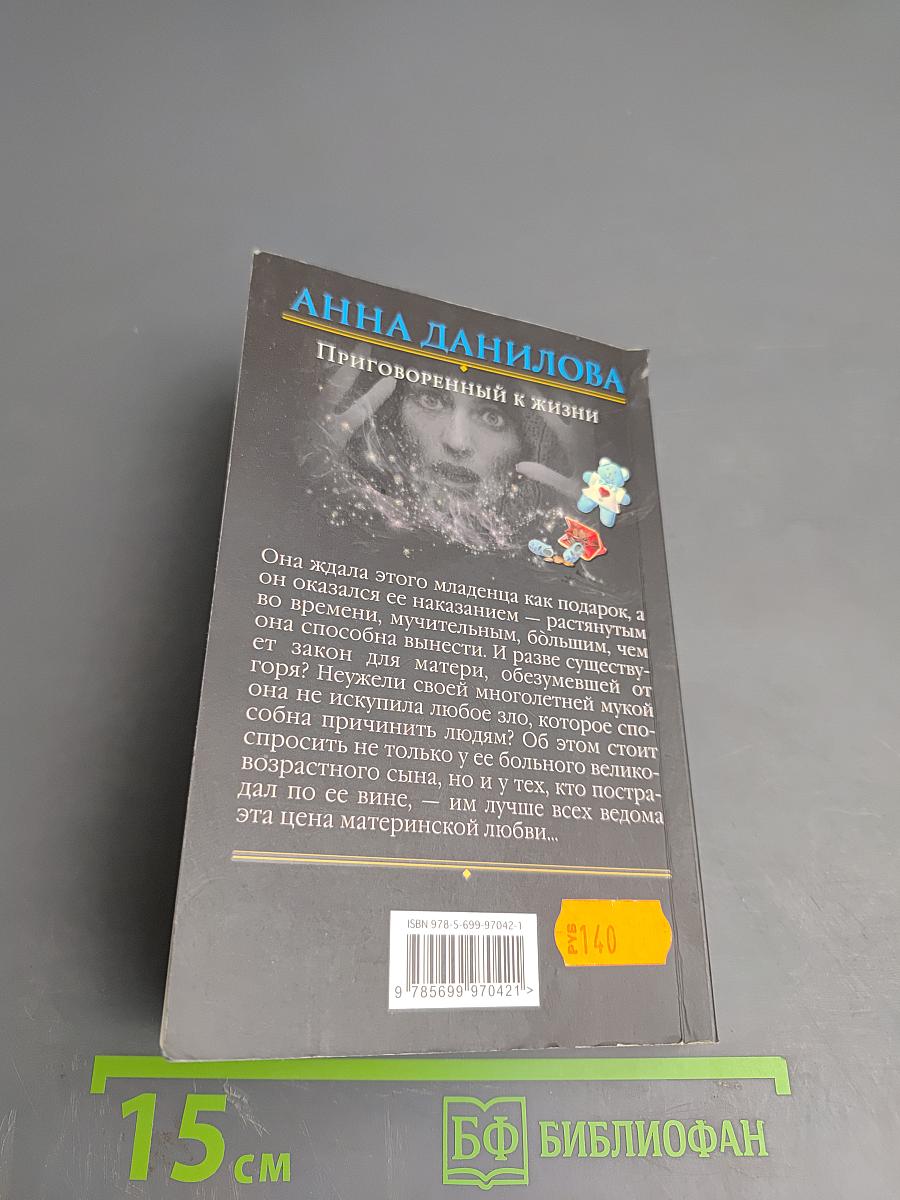 АННА ДАНИЛОВА
ПРИГОВОРЕННЫЙ К ЖИЗНИ
Она ждала этого младенца как подарок, а
он оказался ее наказанием — растянутым
во времени, мучительным, бо̀льшим, чем
она способна вынести. И разве существу-
ет закон для матери, обезумевшей от
горя? Неужели своей многолетней мукой
она не искупила любое зло, которое спо-
собна причинить людям? Об этом стоит
спросить не только у ее больного велико-
возрастного сына, но и у тех, кто постра-
дал по ее вине, — им лучше всех ведома
эта цена материнской любви...
ISBN 978-5-699-97042-1
9 785699 970421 >
РУБ 140
15 см
БФ БИБЛИОФАН